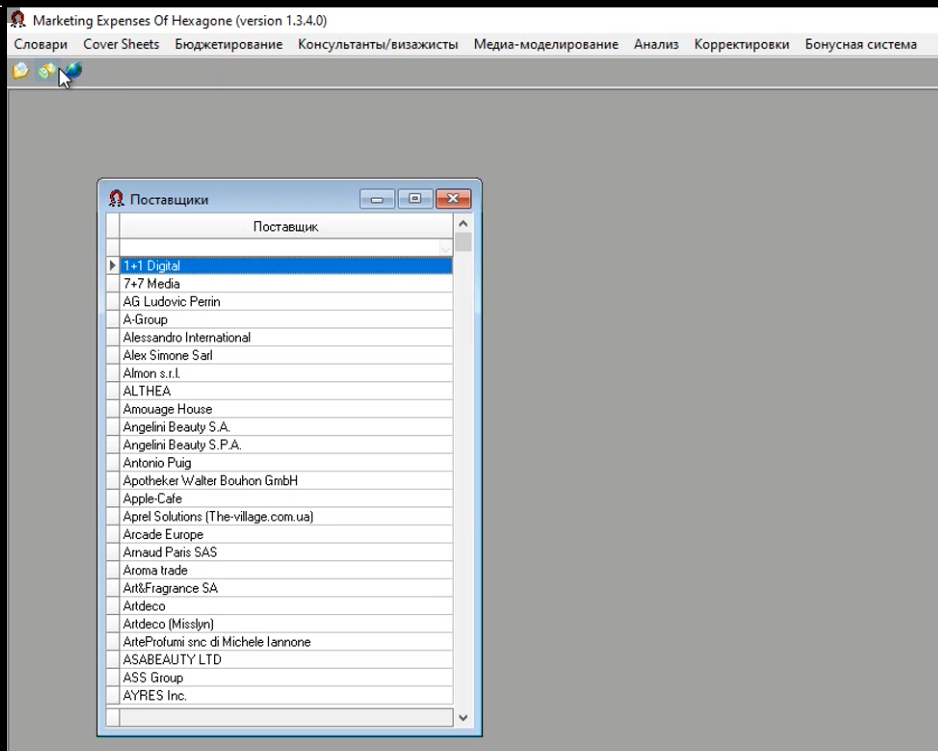 Marketing Expenses Of Hexagone (version 1.3.4.0)
Словари Cover Sheets Бюджетирование Консультанты/визажисты Медиа-моделирование Анализ Корректировки Бонусная система
Поставщики
Поставщик
1+1 Digital
7+7 Media
AG Ludovic Perrin
A-Group
Alessandro International
Alex Simone Sarl
Almon s.r.l.
ALTHEA
Amouage House
Angelini Beauty S.A.
Angelini Beauty S.P.A.
Antonio Puig
Apotheker Walter Bouhon GmbH
Apple-Cafe
Aprel Solutions (The-village.com.ua)
Arcade Europe
Arnaud Paris SAS
Aroma trade
Art&Fragrance SA
Artdeco
Artdeco (Misslyn)
ArteProfumi snc di Michele Iannone
ASABEAUTY LTD
ASS Group
AYRES Inc.